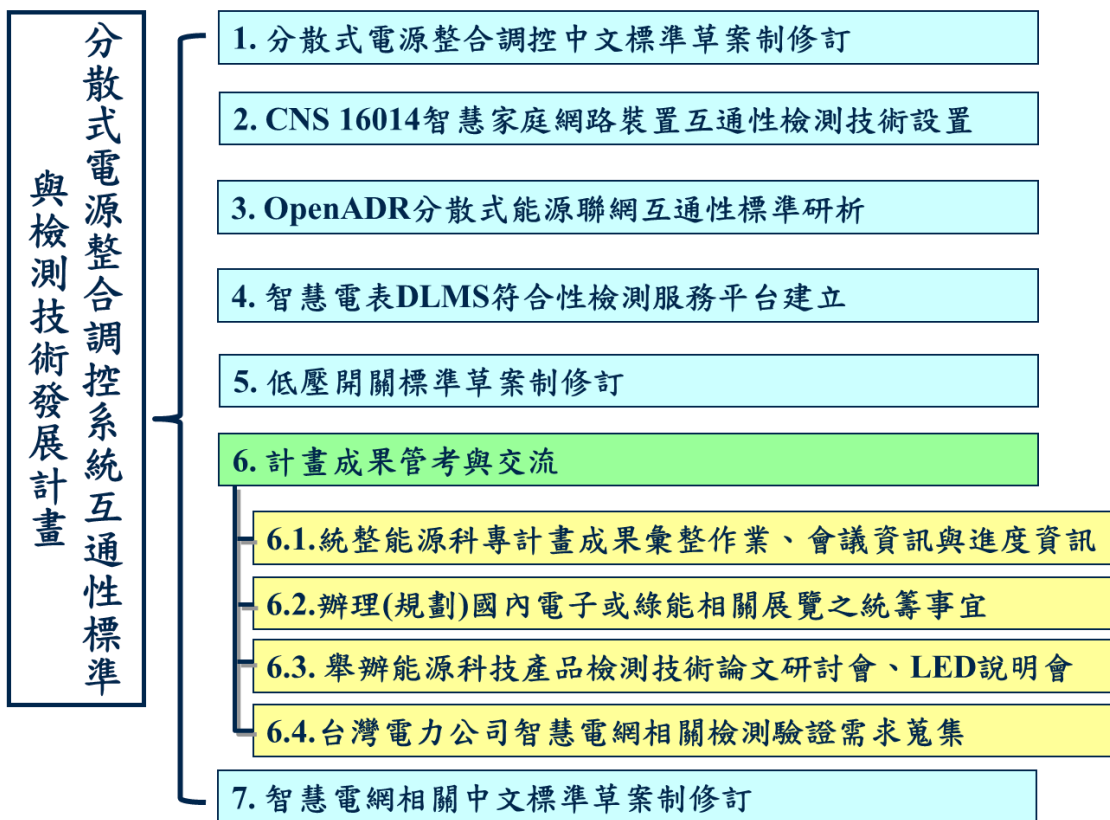 分散式電源整合調控系統互通性標準
與檢測技術發展計畫
1. 分散式電源整合調控中文標準草案制修訂
2. CNS 16014智慧家庭網路裝置互通性檢測技術設置
3. OpenADR分散式能源聯網互通性標準研析
4. 智慧電表DLMS符合性檢測服務平台建立
5. 低壓開關標準草案制修訂
6. 計畫成果管考與交流
6.1.統整能源科專計畫成果彙整作業、會議資訊與進度資訊
6.2.辦理(規劃)國內電子或綠能相關展覽之統籌事宜
6.3. 舉辦能源科技產品檢測技術論文研討會、LED說明會
6.4.台灣電力公司智慧電網相關檢測驗證需求蒐集
7. 智慧電網相關中文標準草案制修訂